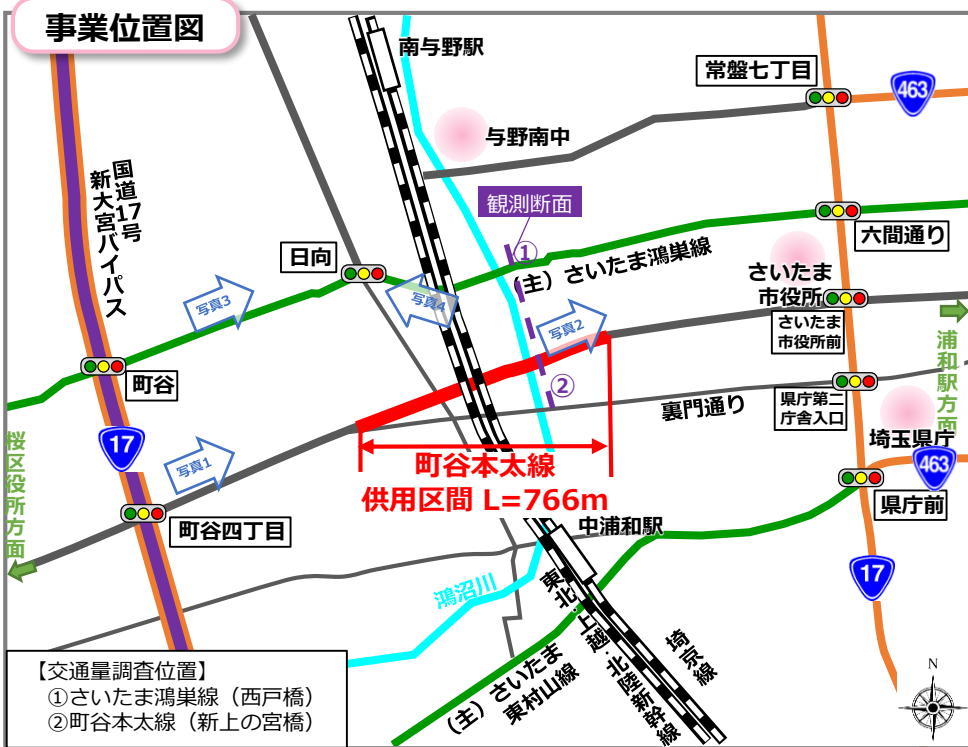 事業位置図
南与野駅
常盤七丁目
463
与野南中
国道17号
新大宮バイパス
観測断面
①
六間通り
日向
(主)さいたま鴻巣線
さいたま
市役所
写真3
写真4
写真2
さいたま
市役所前
浦和駅方面
町谷
②
県庁第二
庁舎入口
裏門通り
埼玉県庁
17
桜区役所方面
写真1
町谷本太線
供用区間 L=766m
463
県庁前
町谷四丁目
中浦和駅
17
鴻沼川
東北・上越・北陸新幹線
埼京線
(主)さいたま
東村山線
N
【交通量調査位置】
①さいたま鴻巣線(西戸橋)
②町谷本太線(新上の宮橋)